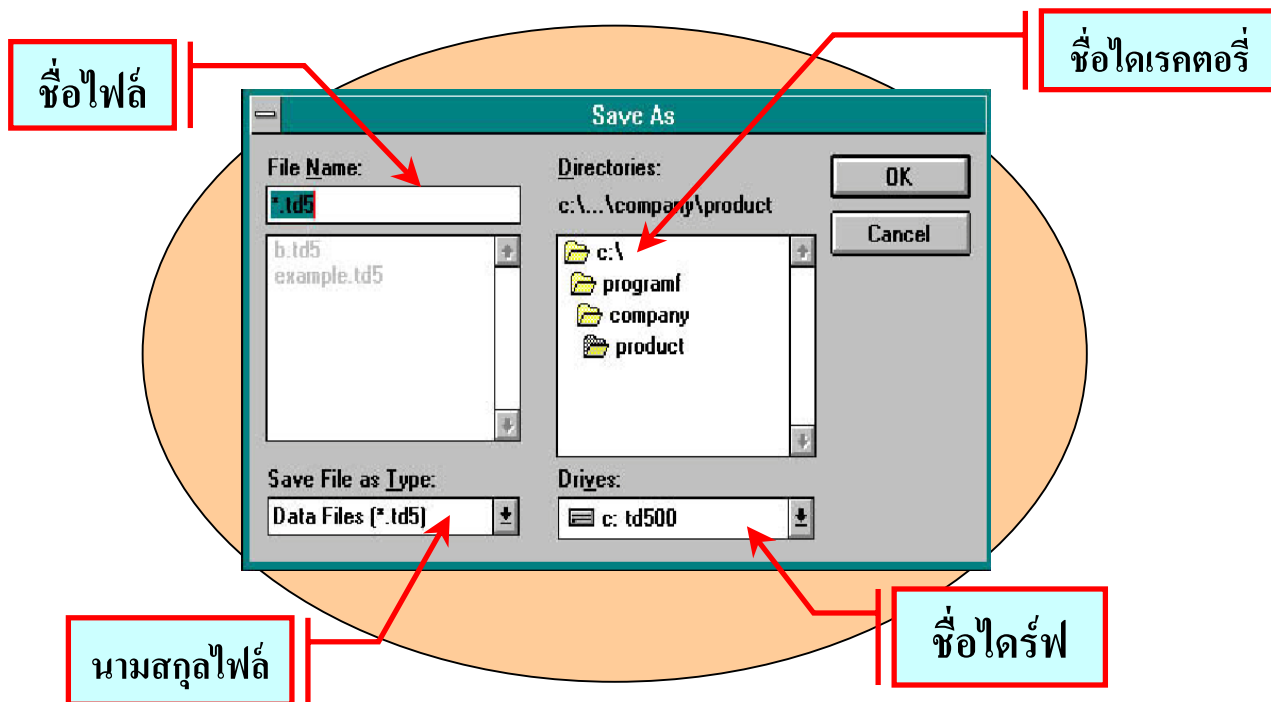 ชื่อไฟล์
ชื่อไดเรคตอรี่
Save As
File Name:
*.td5
b.td5
example.td5
Directories:
c:\...\company\product
c:\
programf
company
product
OK
Cancel
Save File as Type:
Data Files (*.td5)
Drives:
c: td500
นามสกุลไฟล์
ชื่อไดร์ฟ